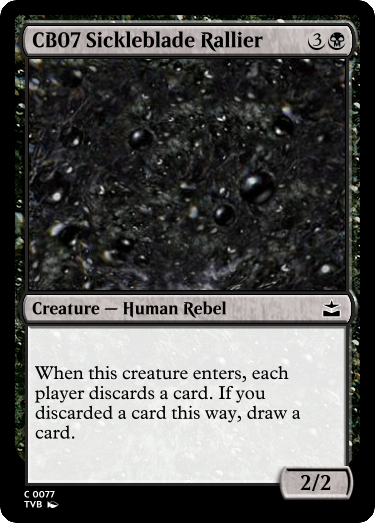 CB07 Sickleblade Rallier 3
Creature — Human Rebel
When this creature enters, each
player discards a card. If you
discarded a card this way, draw a
card.
2/2
C 0077
TVB